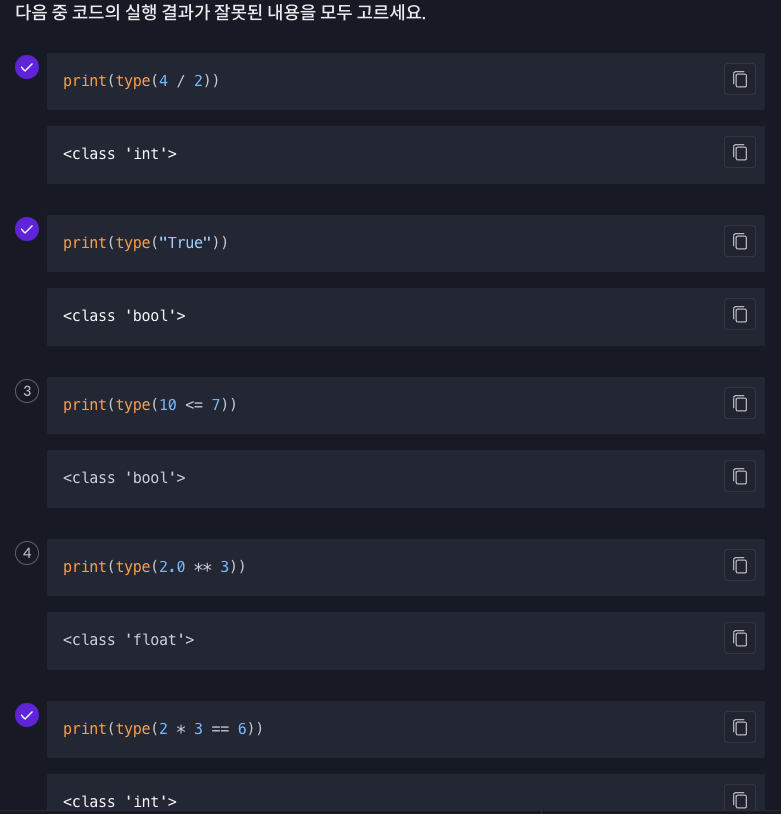 다음 중 코드의 실행 결과가 잘못된 내용을 모두 고르세요.
print(type(4 / 2))
<class 'int'>
print(type("True"))
<class 'bool'>
3
print(type(10 <= 7))
<class 'bool'>
4
print(type(2.0 ** 3))
<class 'float'>
print(type(2 * 3 == 6))
<class 'int'>